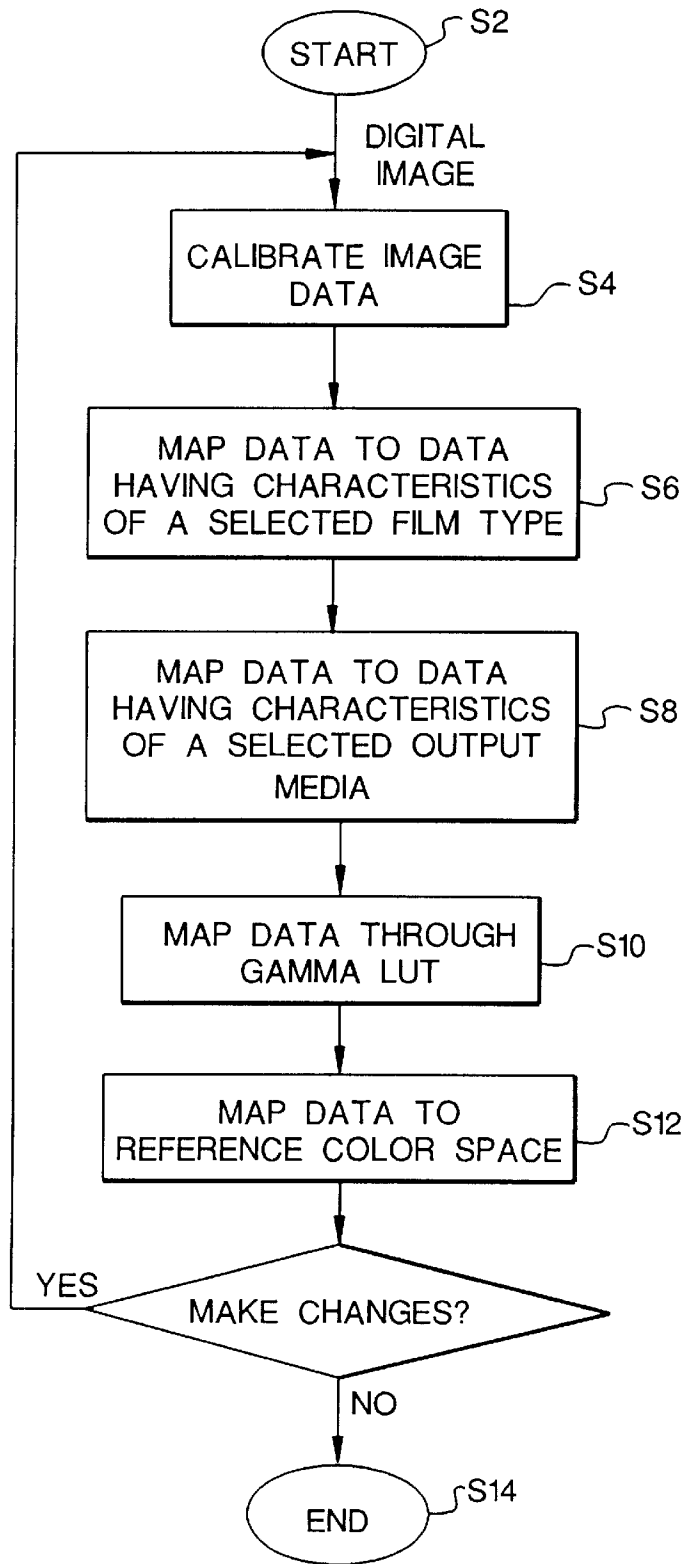 START
S2
DIGITAL
IMAGE
CALIBRATE IMAGE
DATA
S4
MAP DATA TO DATA
HAVING CHARACTERISTICS
OF A SELECTED FILM TYPE
S6
MAP DATA TO DATA
HAVING CHARACTERISTICS
OF A SELECTED OUTPUT
MEDIA
S8
MAP DATA THROUGH
GAMMA LUT
S10
MAP DATA TO
REFERENCE COLOR SPACE
S12
YES
MAKE CHANGES?
NO
END
S14